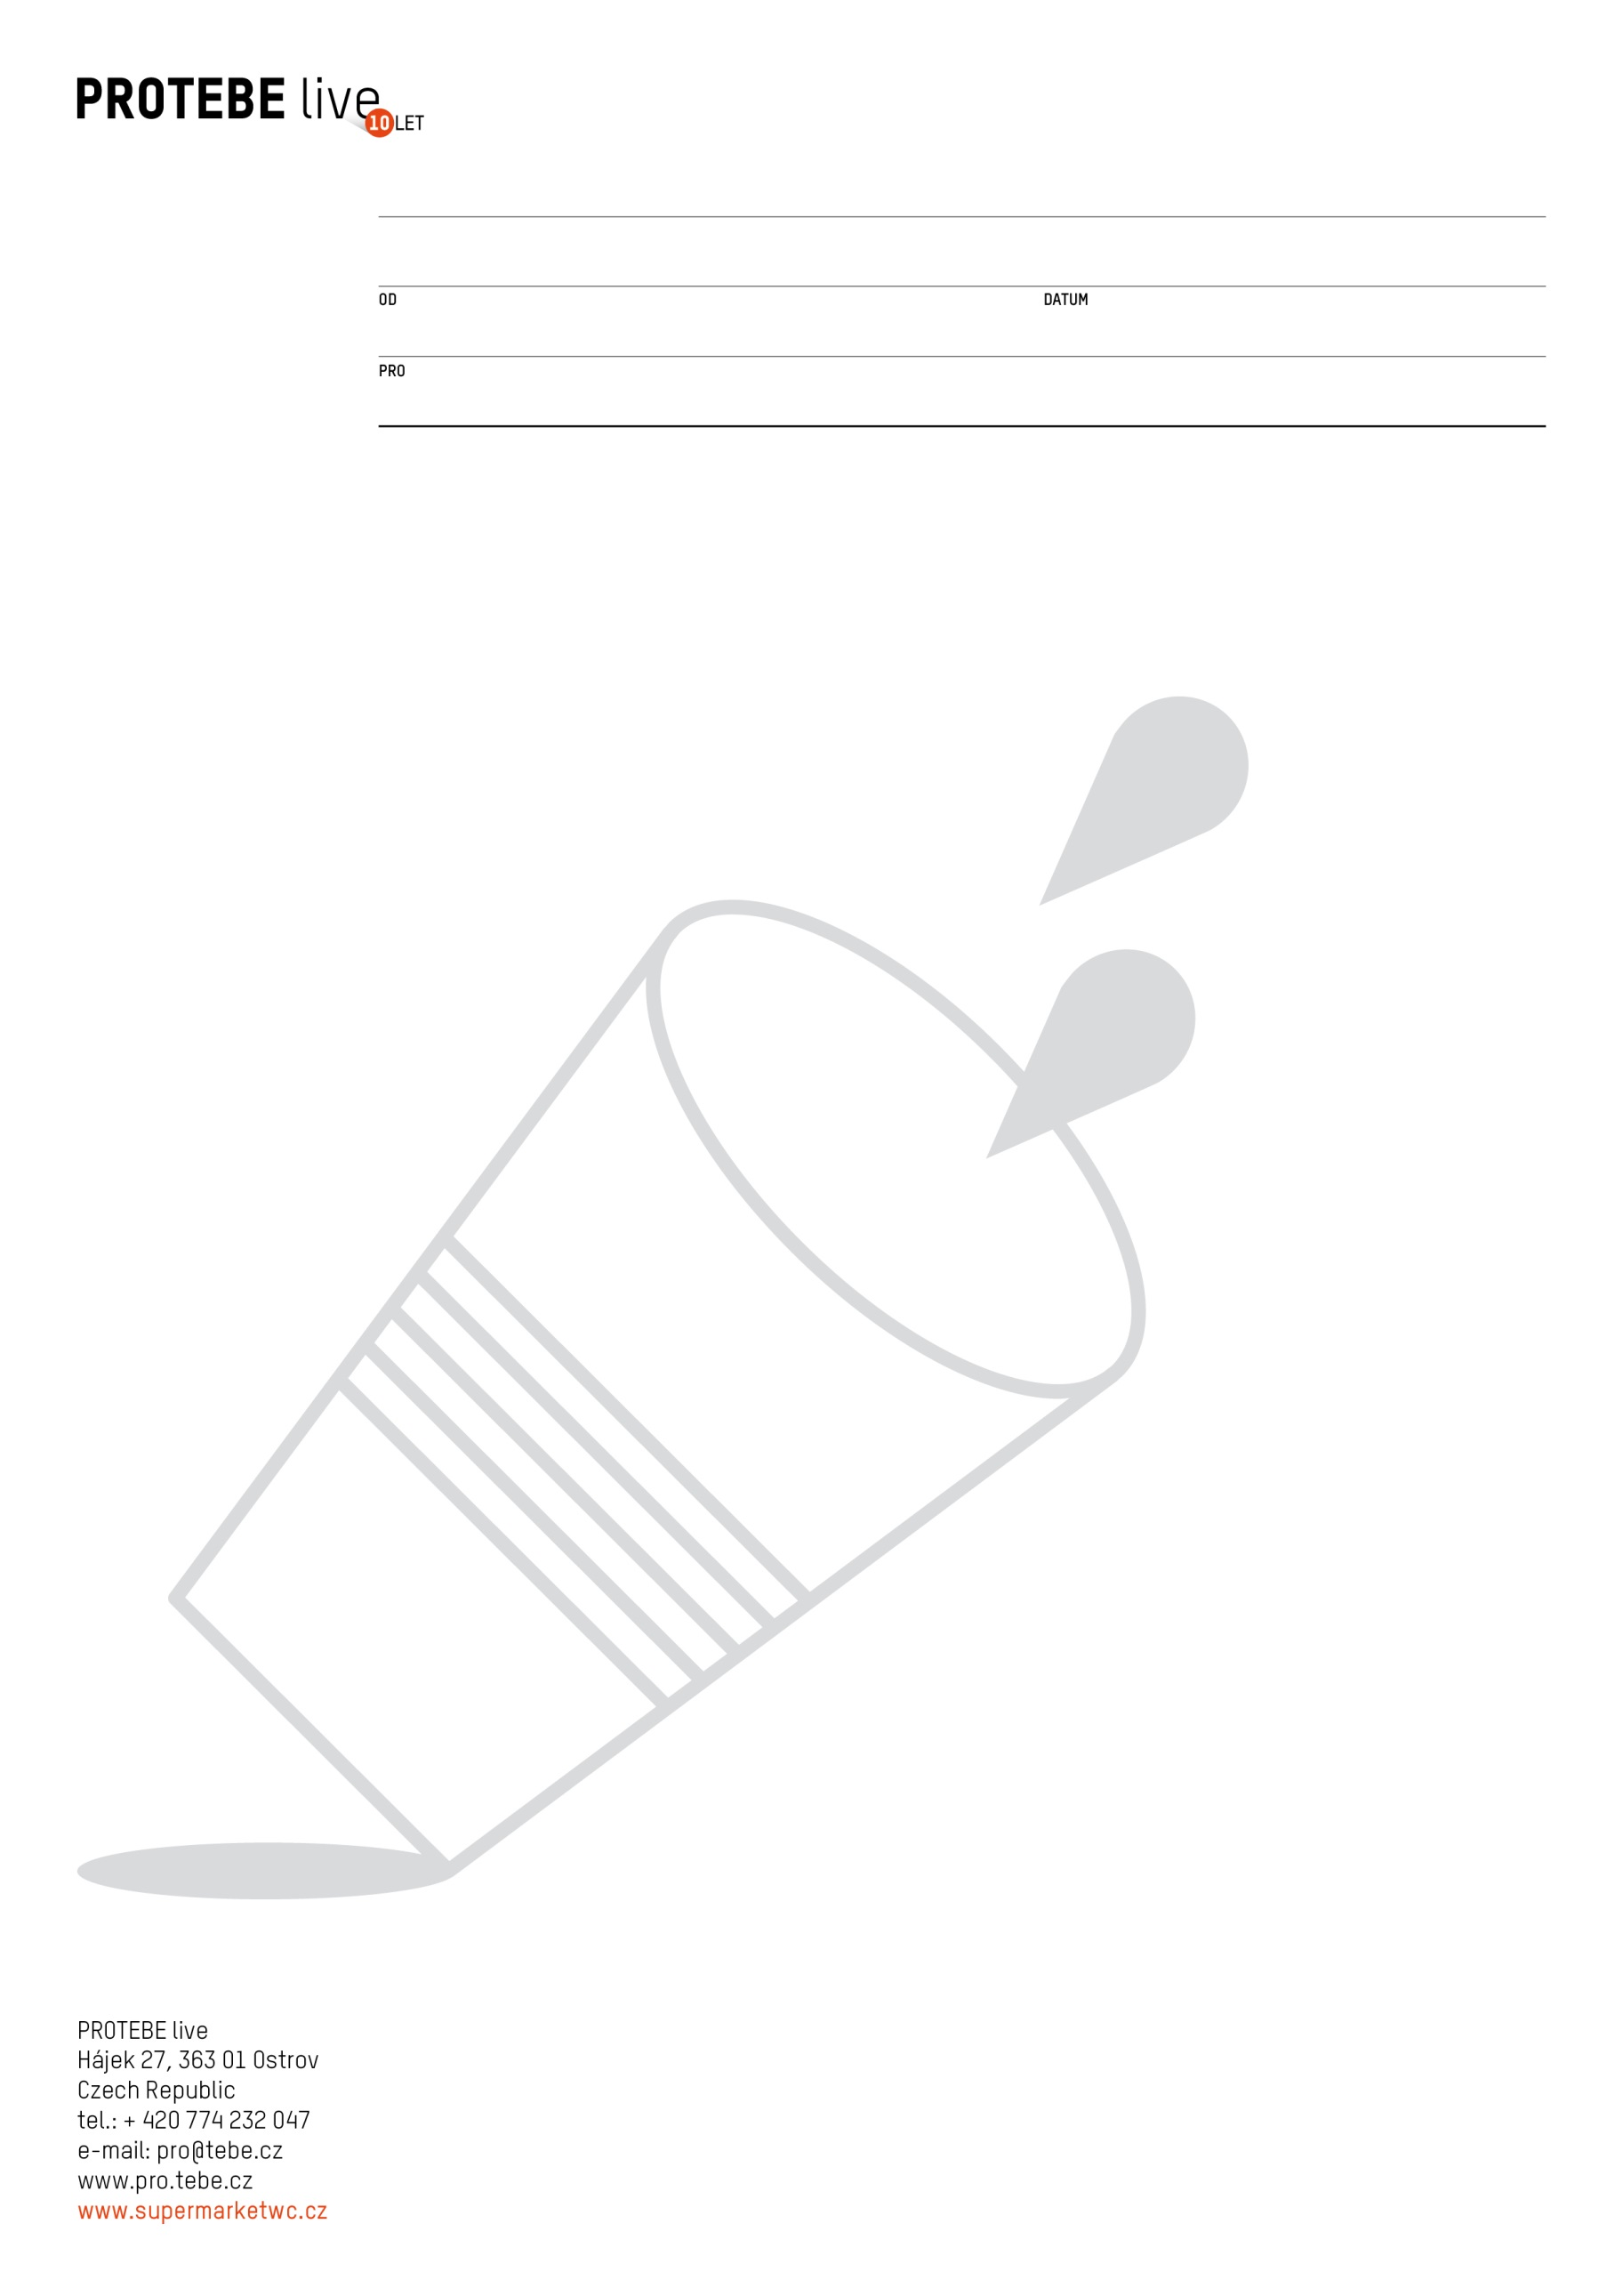 PROTEBE live
10 LET
OD DATUM
PRO
PROTEBE live
Hájek 27, 363 01 Ostrov
Czech Republic
tel.: + 420 774 232 047
e-mail: pro@tebe.cz
www.pro.tebe.cz
www.supermarketwc.cz